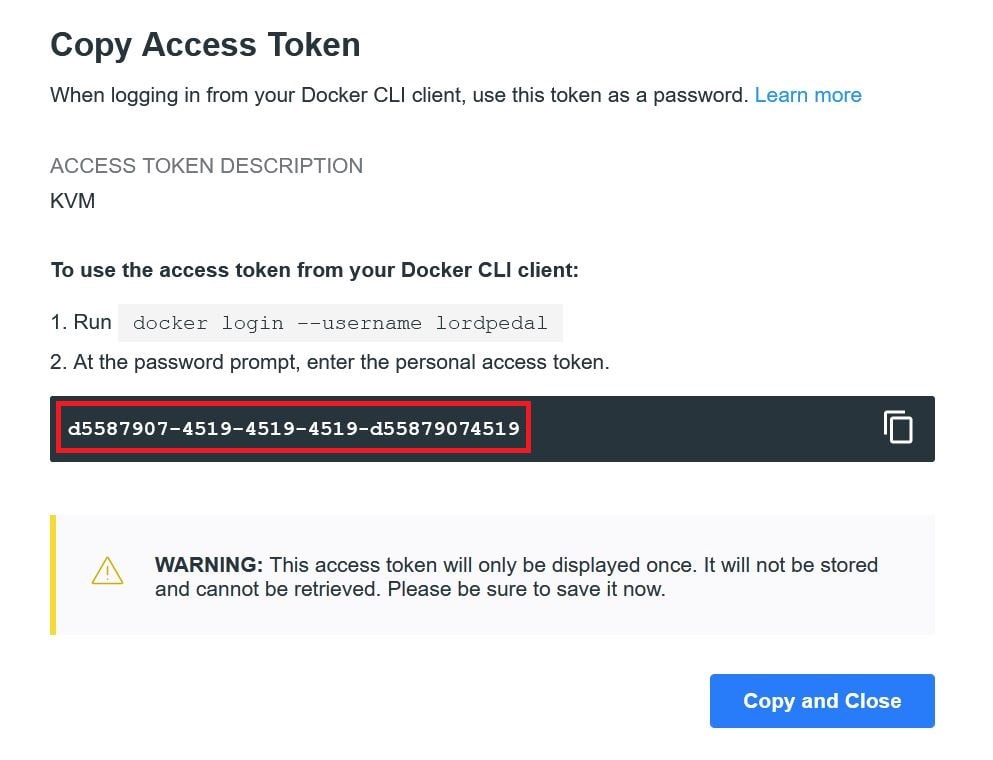 Copy Access Token
When logging in from your Docker CLI client, use this token as a password. Learn more
ACCESS TOKEN DESCRIPTION
KVM
To use the access token from your Docker CLI client:
1. Run docker login --username lordpedal
2. At the password prompt, enter the personal access token.
d5587907-4519-4519-4519-d55879074519
WARNING: This access token will only be displayed once. It will not be stored
and cannot be retrieved. Please be sure to save it now.
Copy and Close